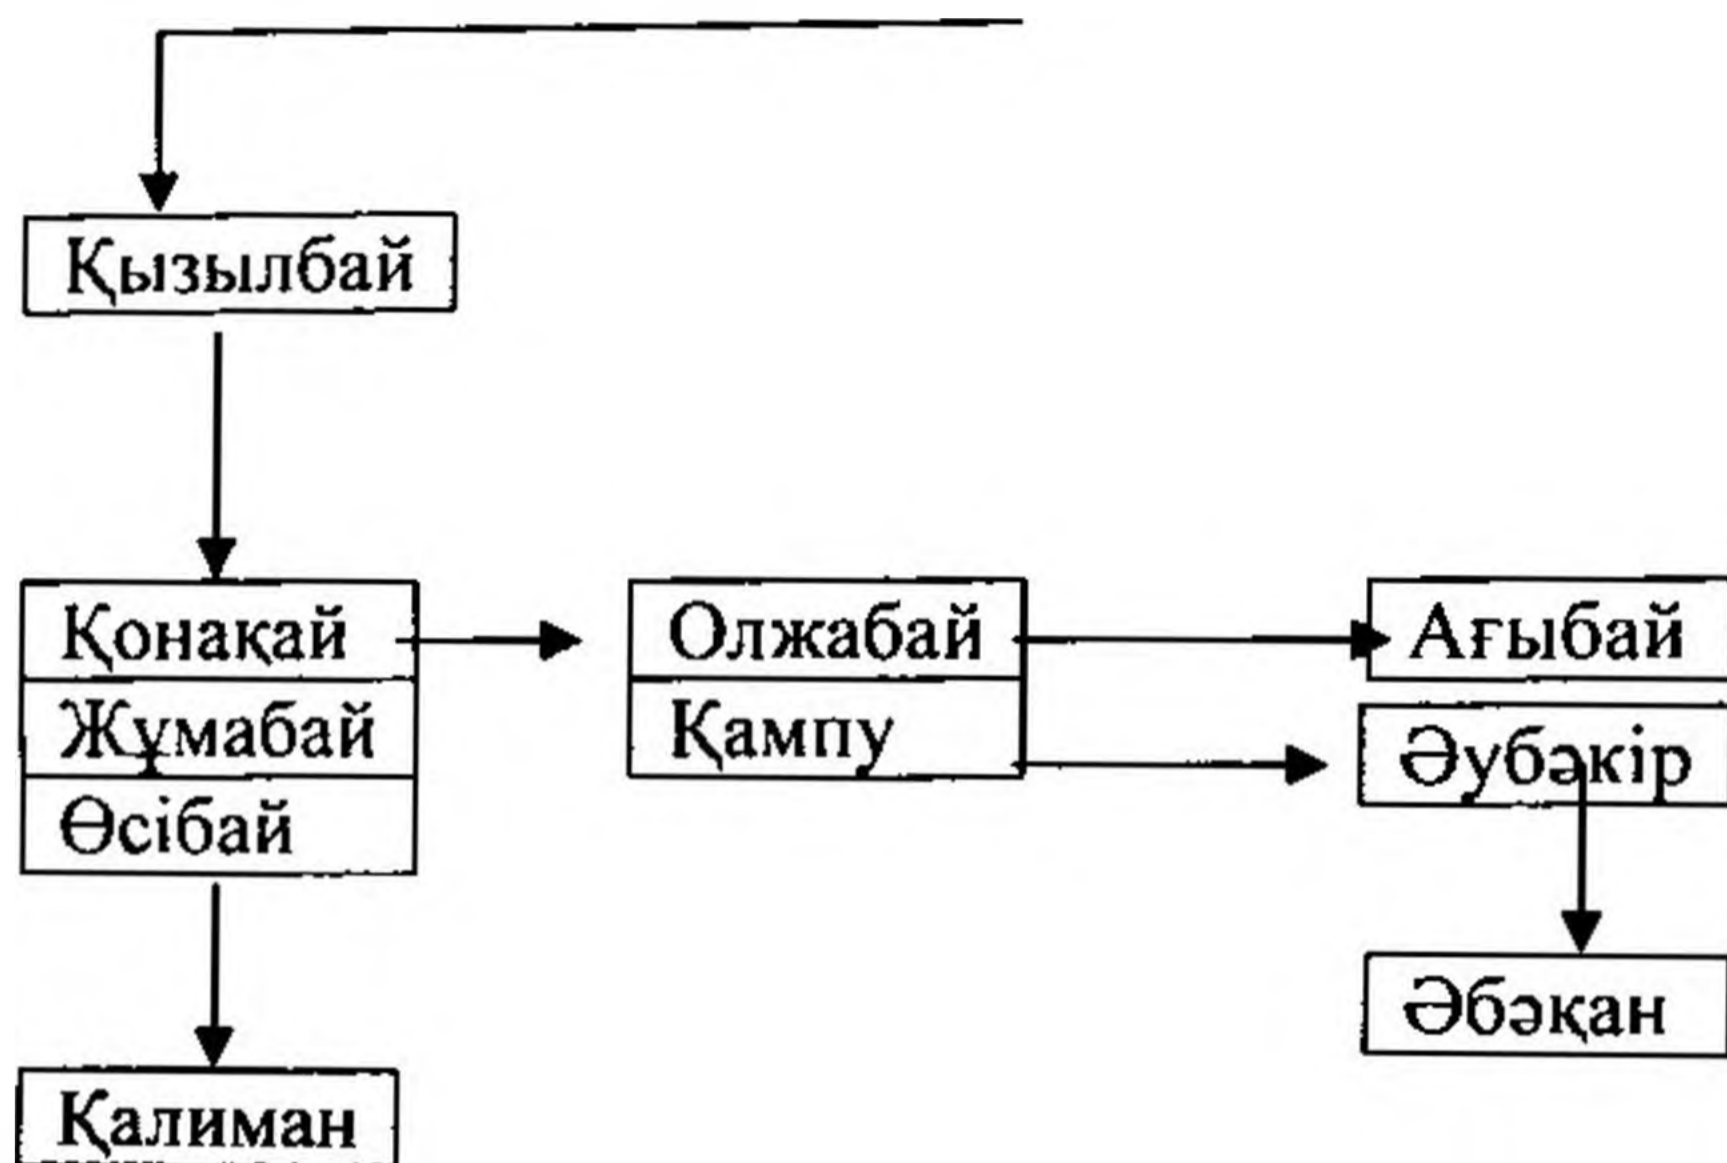 Қызылбай
Қонақай
Жұмабай
Өсібай
Олжабай
Қампу
Ағыбай
Әубәкір
Әбәқан
Қалиман